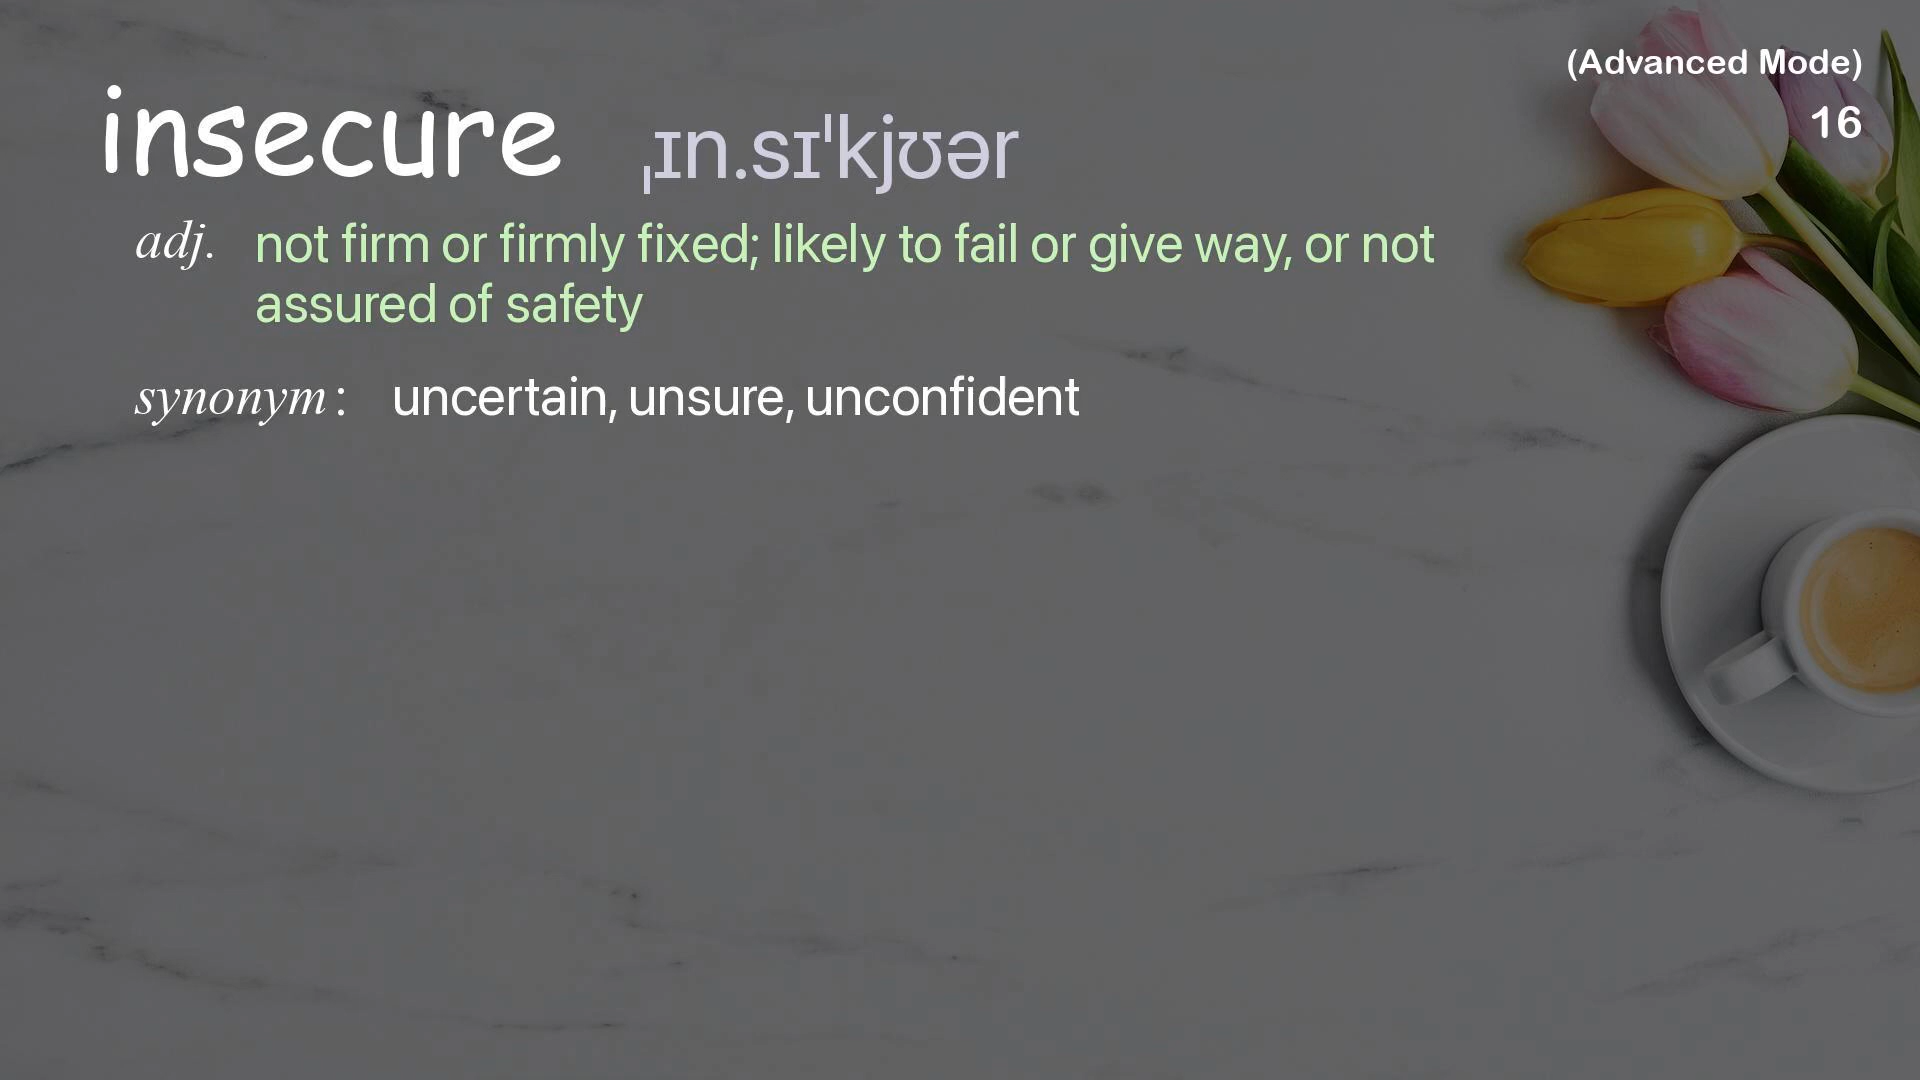 (Advanced Mode)
16
insecure ˌɪn.sɪˈkjʊər
adj. not firm or firmly fixed; likely to fail or give way, or not
assured of safety
synonym : uncertain, unsure, unconfident